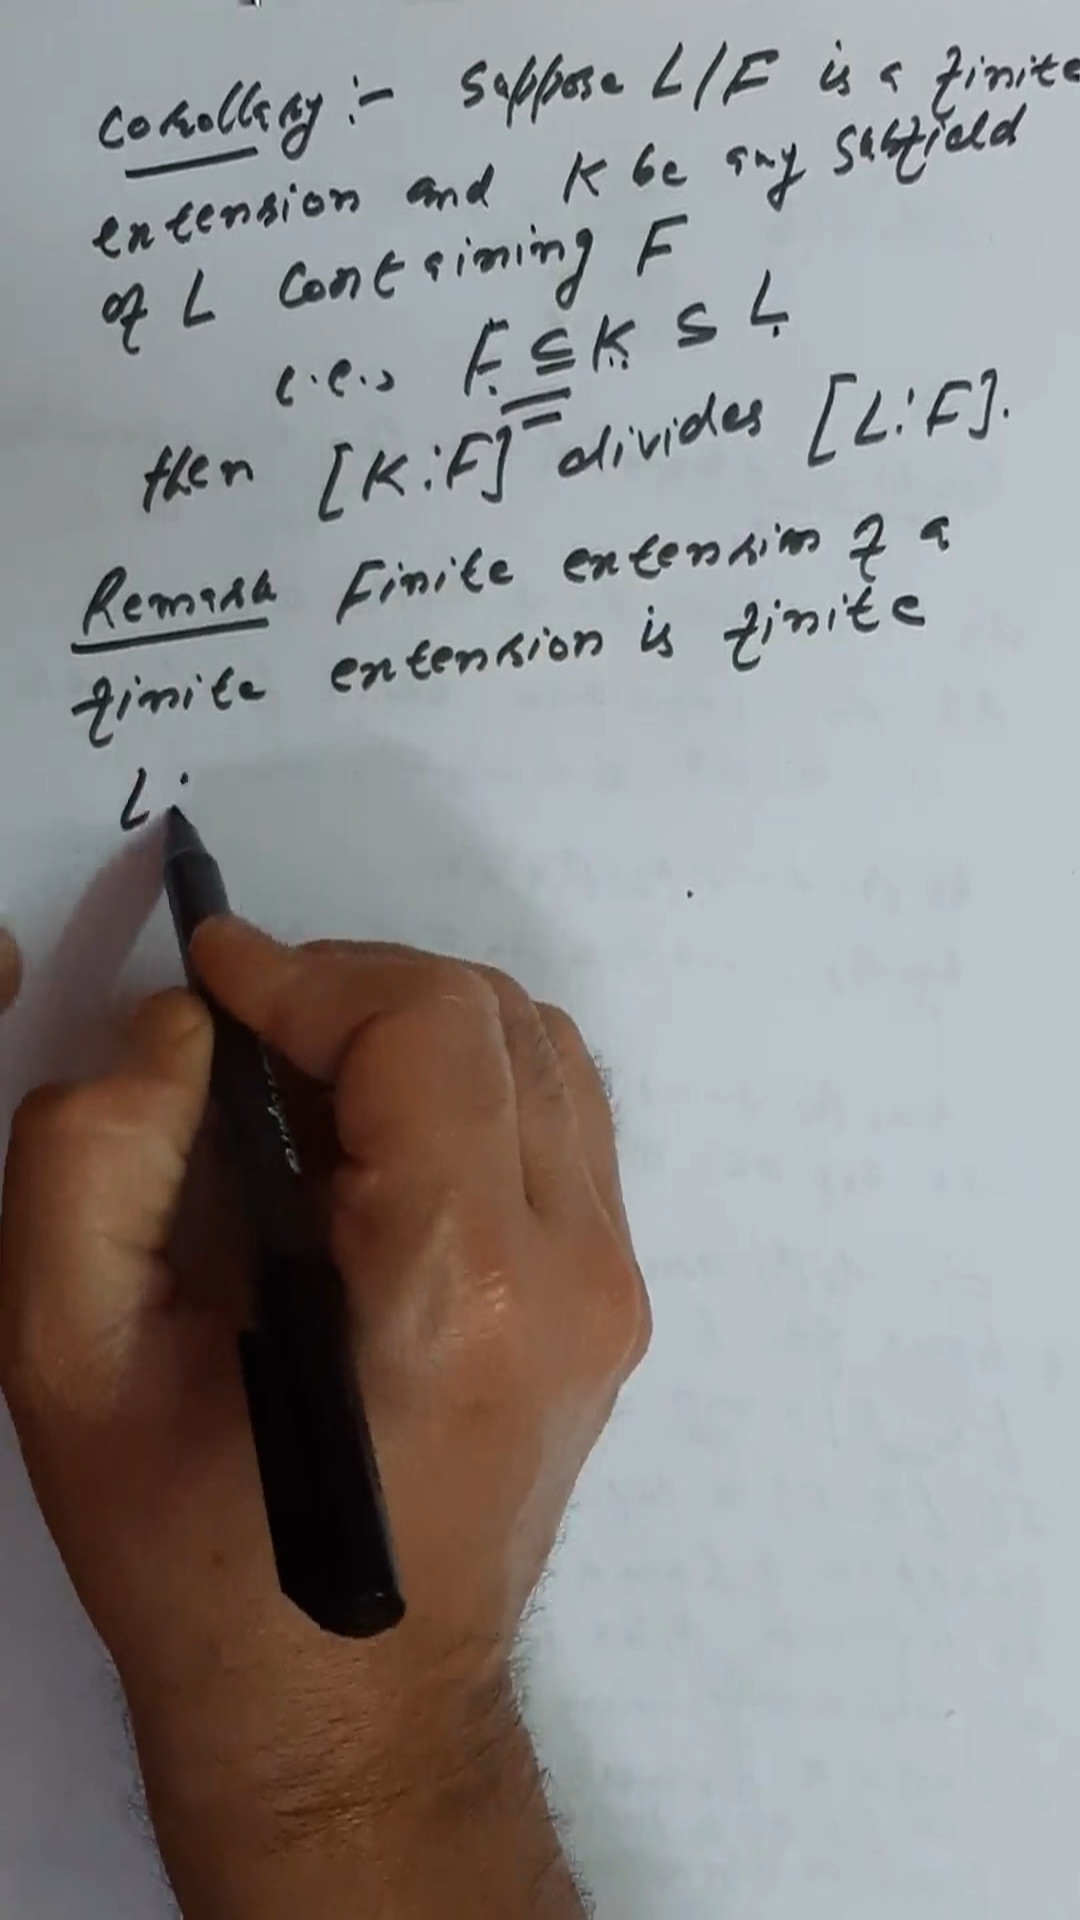 Corollary :- Suppose L/F is a finite
extension and K be any subfield
of L containing F
i.e., F ⊆ K ⊆ L
then [K:F] divides [L:F].
Remark Finite extension of a
finite extension is finite
L :